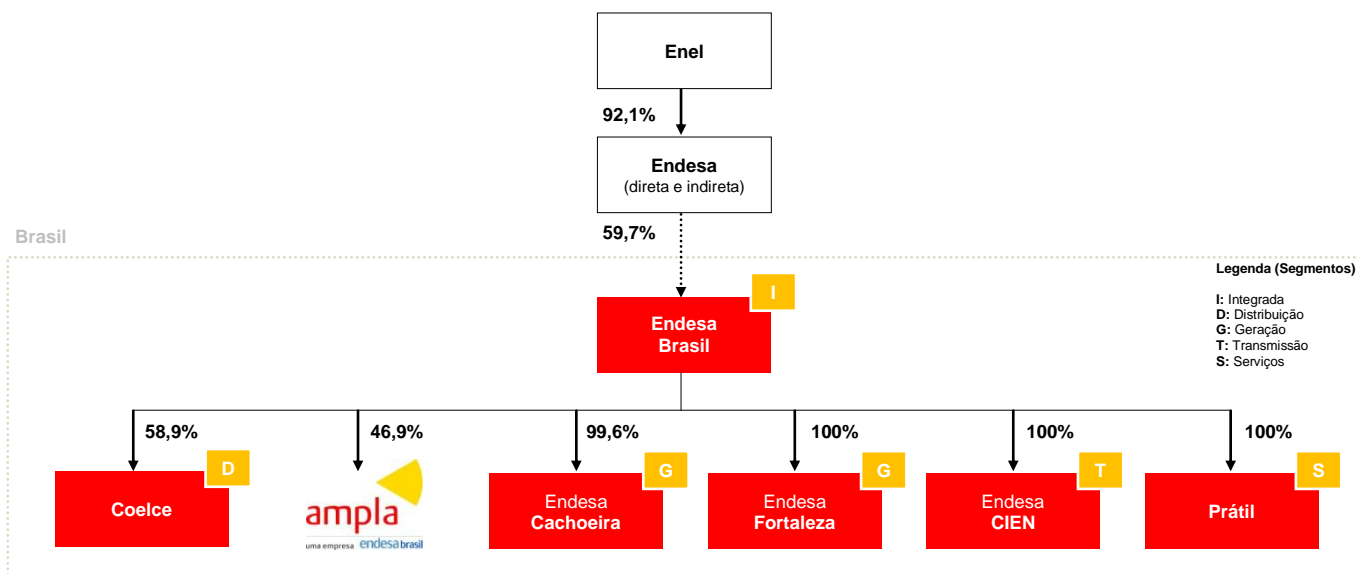 Enel
92,1%
Endesa
(direta e indireta)
59,7%
Brasil
Legenda (Segmentos)
I: Integrada
D: Distribuição
G: Geração
T: Transmissão
S: Serviços
I
Endesa
Brasil
58,9%
46,9%
99,6%
100%
100%
100%
D
G
G
T
S
Coelce
ampla
uma empresa endesabrasil
Endesa
Cachoeira
Endesa
Fortaleza
Endesa
CIEN
Prátil